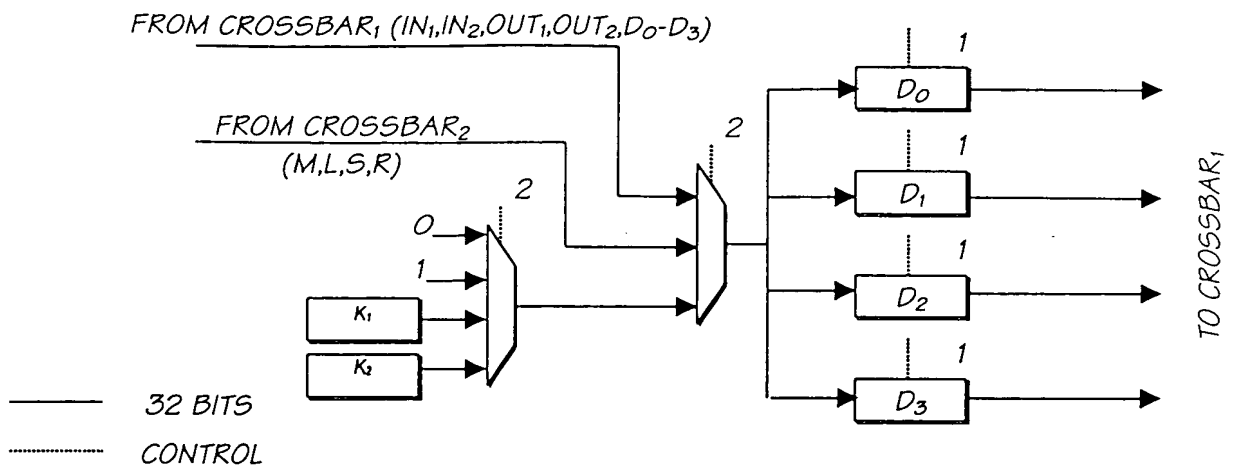 FROM CROSSBAR₁ (IN₁,IN₂,OUT₁,OUT₂,D₀-D₃)
1
D₀
FROM CROSSBAR₂
(M,L,S,R)
2
1
D₁
2
0
1
1
D₂
K₁
K₂
1
D₃
TO CROSSBAR₁
32 BITS
CONTROL